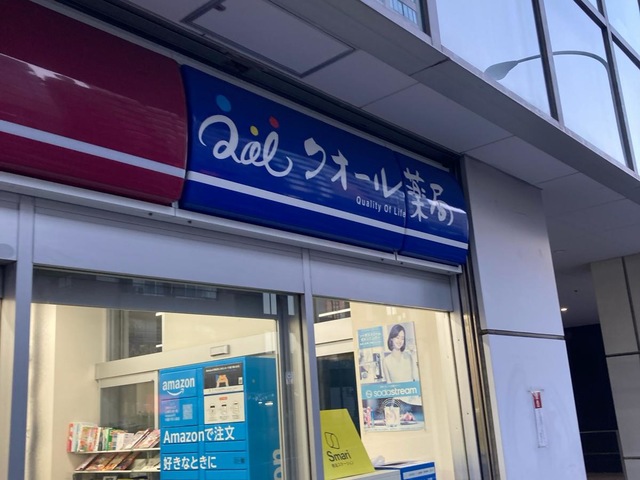 Qol クオール薬局
Quality Of Life
amazon
Amazonで注文
好きなときに
sodastream
Smari